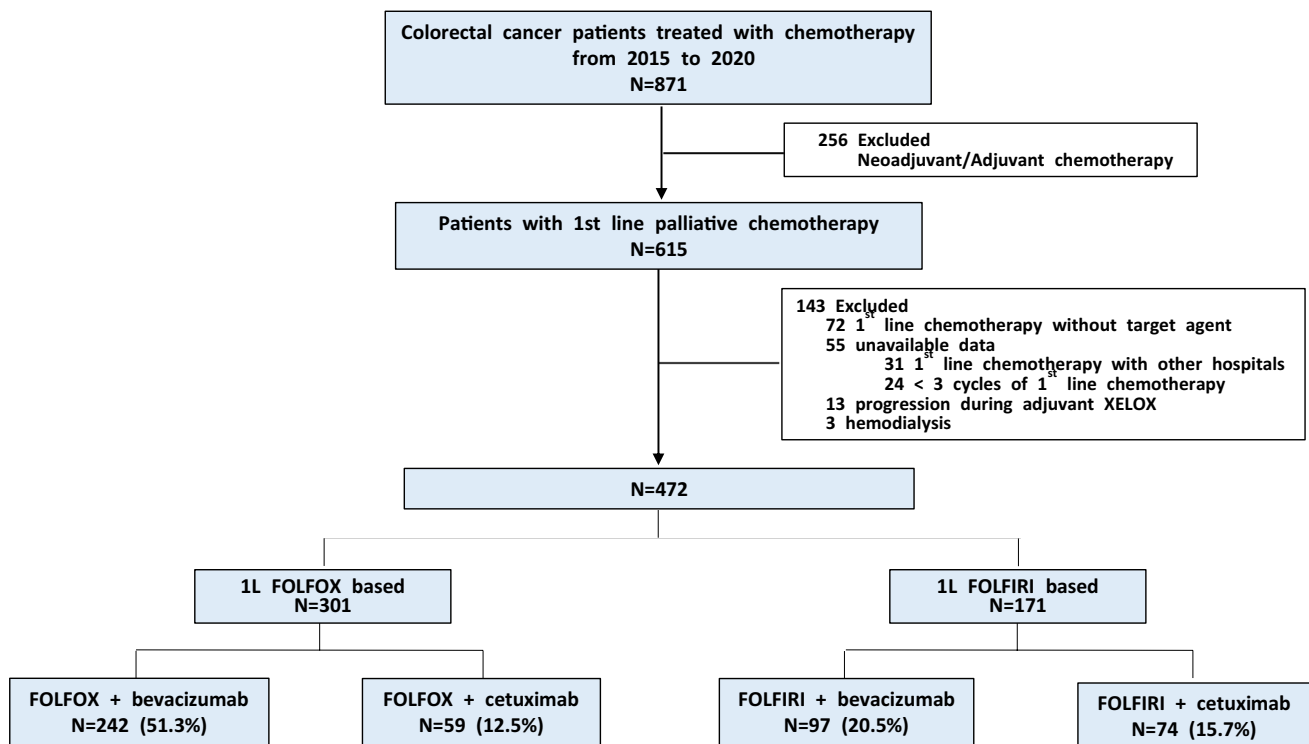 Colorectal cancer patients treated with chemotherapy
from 2015 to 2020
N=871
256 Excluded
Neoadjuvant/Adjuvant chemotherapy
Patients with 1st line palliative chemotherapy
N=615
143 Excluded
72 1st line chemotherapy without target agent
55 unavailable data
31 1st line chemotherapy with other hospitals
24 < 3 cycles of 1st line chemotherapy
13 progression during adjuvant XELOX
3 hemodialysis
N=472
1L FOLFOX based
N=301
1L FOLFIRI based
N=171
FOLFOX + bevacizumab
N=242 (51.3%)
FOLFOX + cetuximab
N=59 (12.5%)
FOLFIRI + bevacizumab
N=97 (20.5%)
FOLFIRI + cetuximab
N=74 (15.7%)